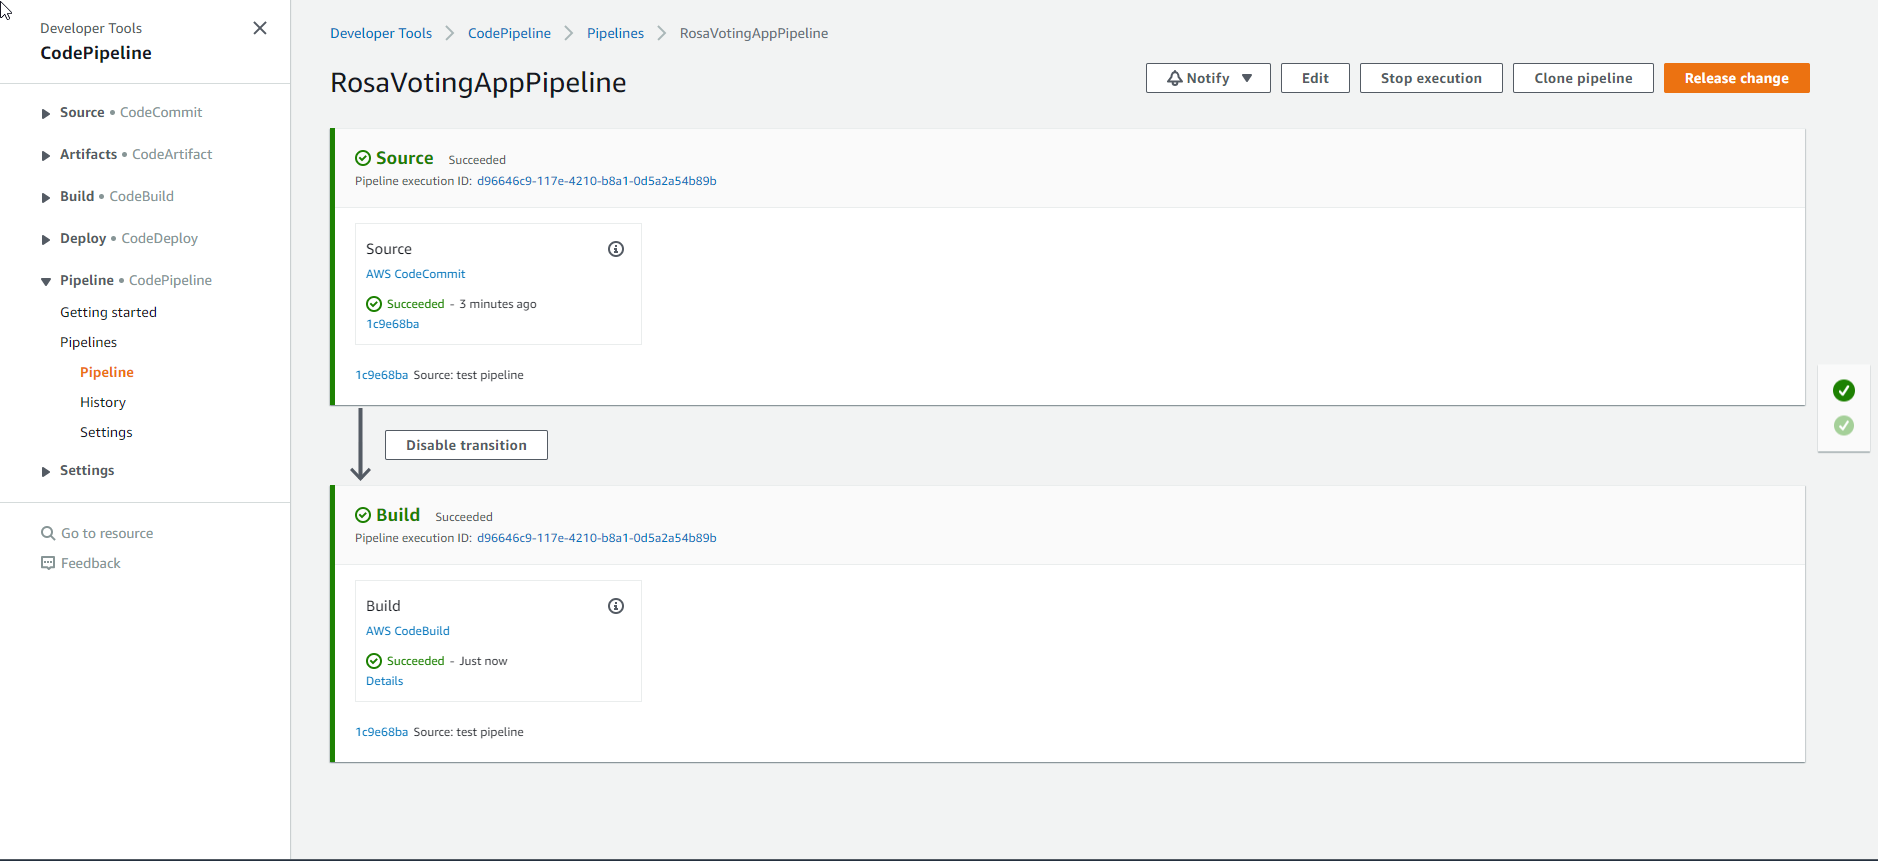 Developer Tools
CodePipeline
Source • CodeCommit
Artifacts • CodeArtifact
Build • CodeBuild
Deploy • CodeDeploy
Pipeline • CodePipeline
Getting started
Pipelines
Pipeline
History
Settings
Settings
Go to resource
Feedback
Developer Tools > CodePipeline > Pipelines > RosaVotingAppPipeline
RosaVotingAppPipeline
Notify ▼ Edit Stop execution Clone pipeline Release change
Source Succeeded
Pipeline execution ID: d96646c9-117e-4210-b8a1-0d5a2a54b89b
Source
AWS CodeCommit
Succeeded - 3 minutes ago
1c9e68ba
1c9e68ba Source: test pipeline
Disable transition
Build Succeeded
Pipeline execution ID: d96646c9-117e-4210-b8a1-0d5a2a54b89b
Build
AWS CodeBuild
Succeeded - Just now
Details
1c9e68ba Source: test pipeline